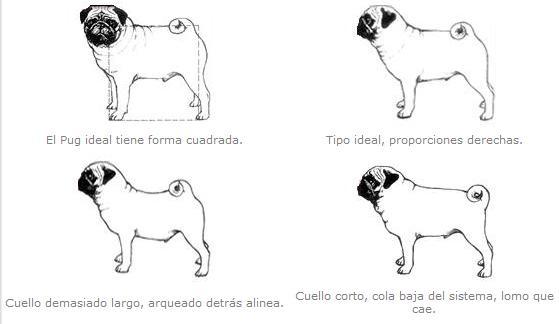 El Pug ideal tiene forma cuadrada.
Tipo ideal, proporciones derechas.
Cuello demasiado largo, arqueado detrás alinea.
Cuello corto, cola baja del sistema, lomo que
cae.